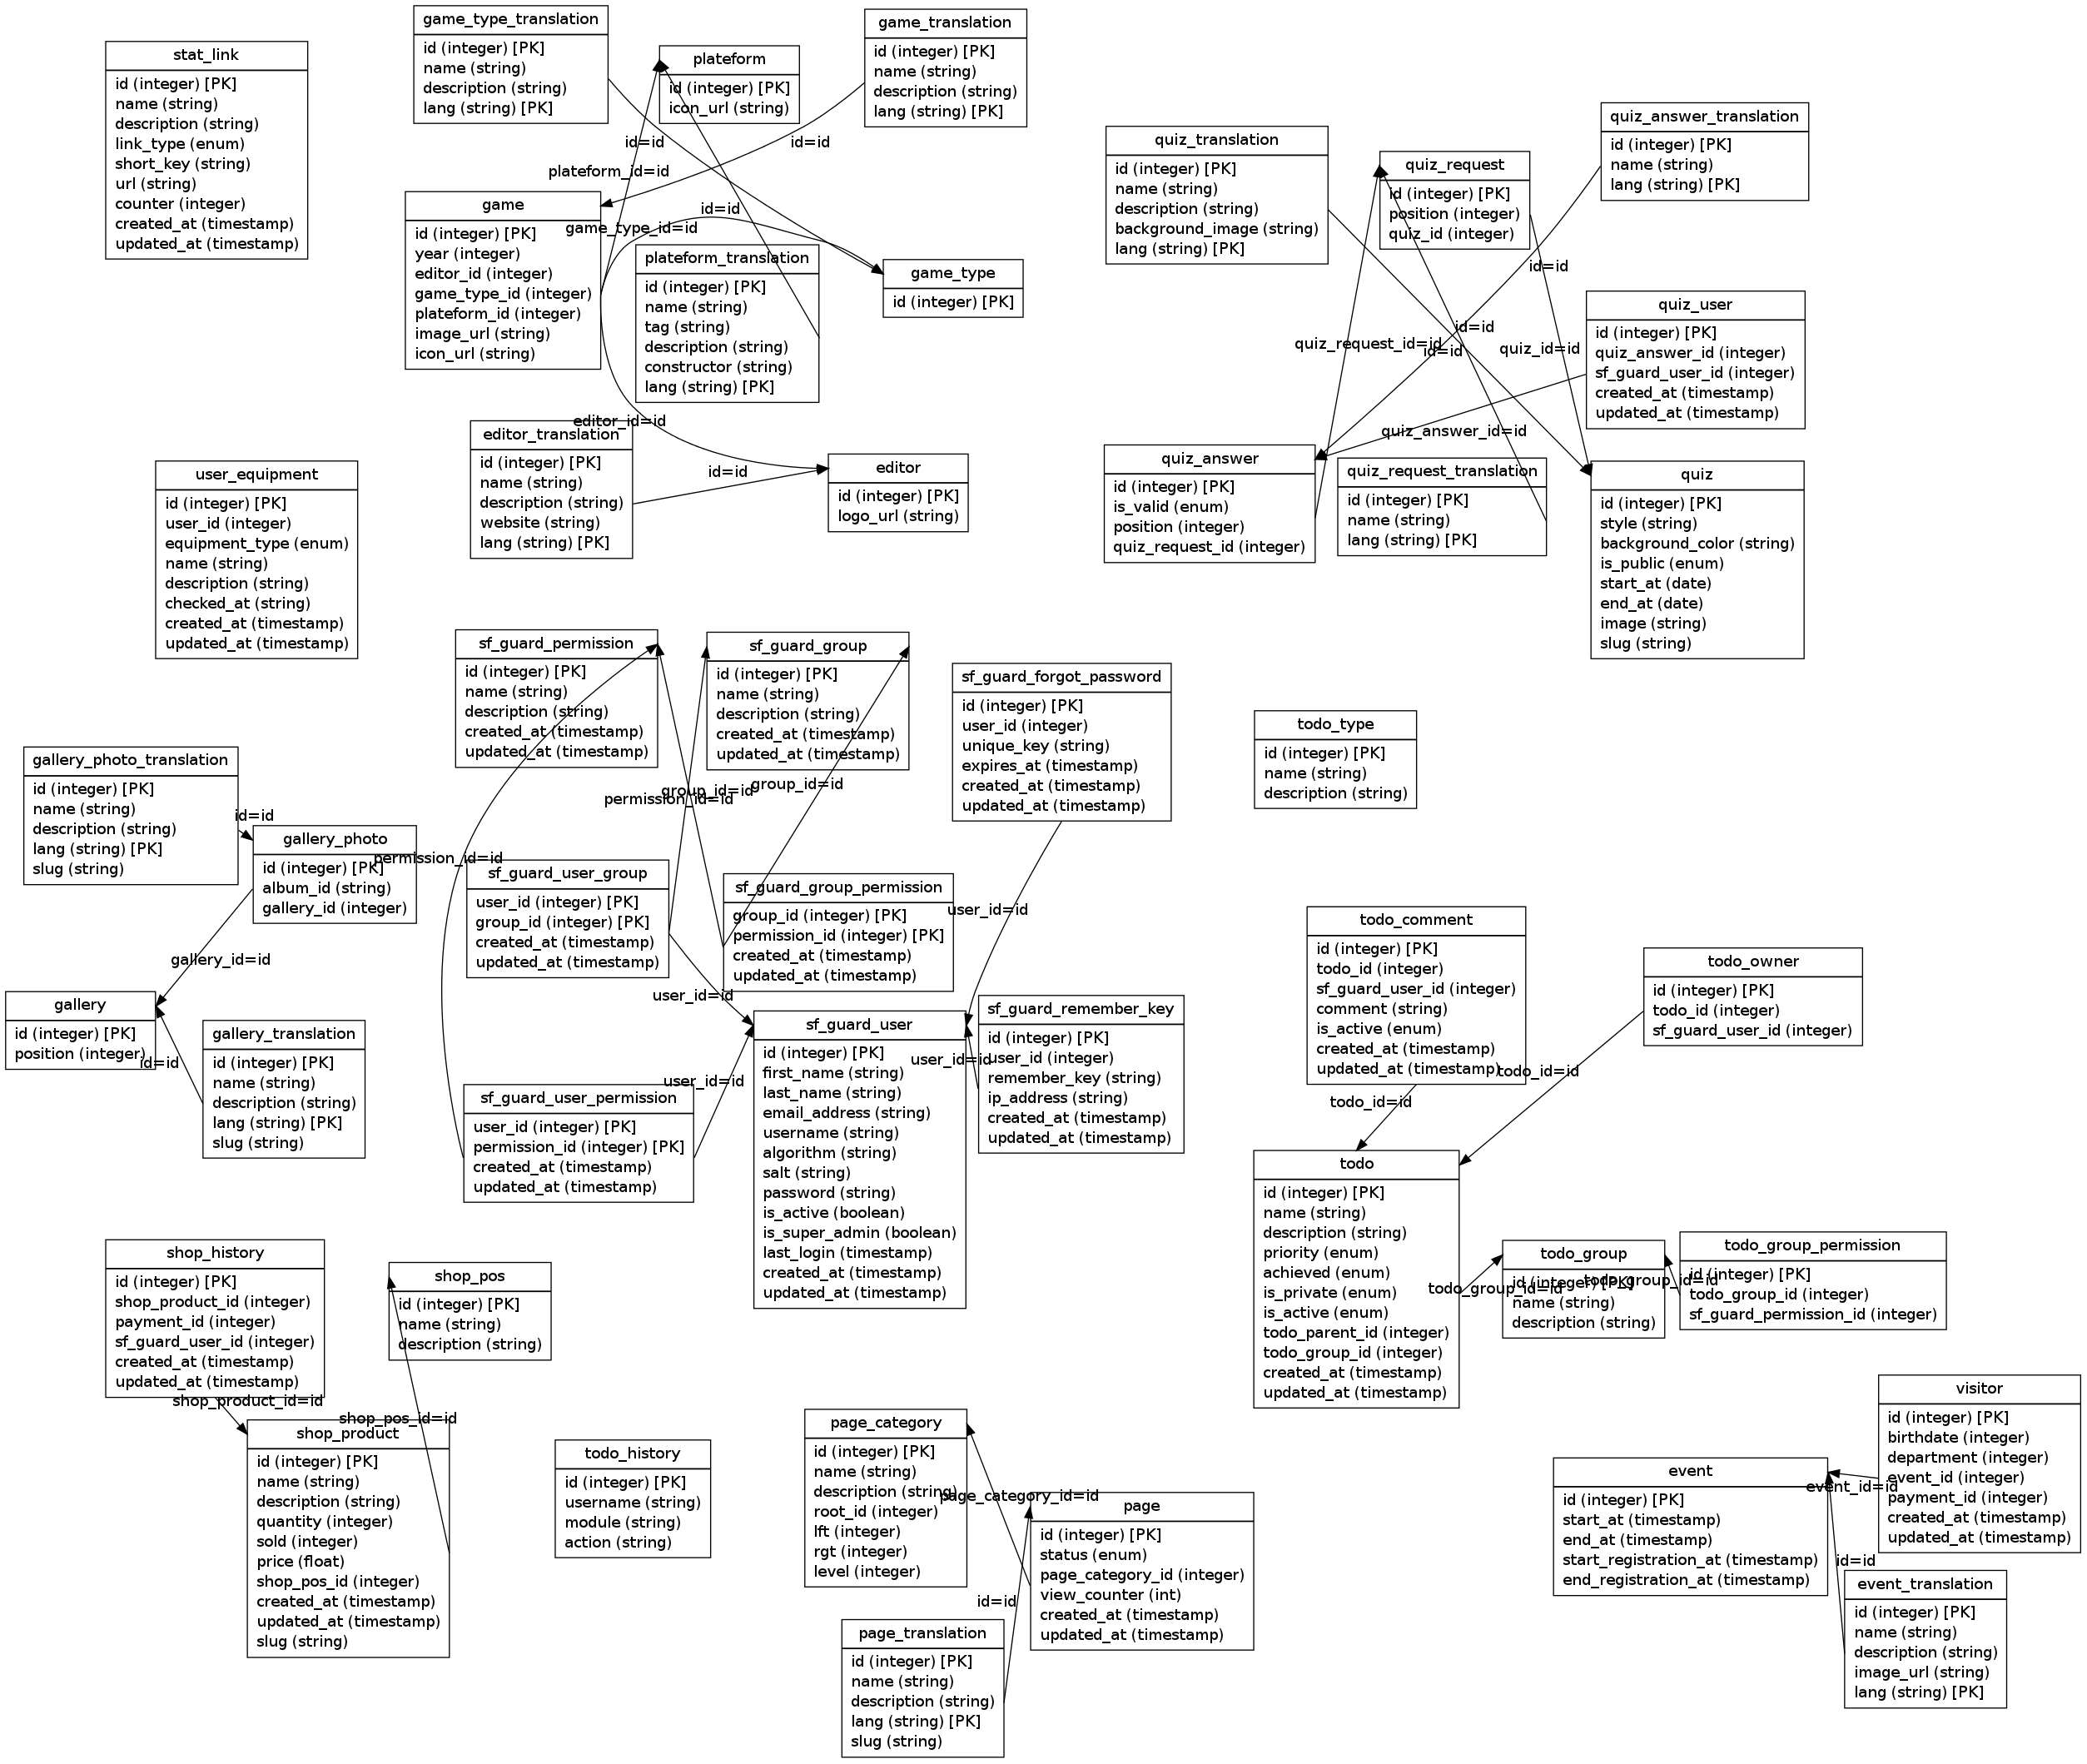 stat_link
id (integer) [PK]
name (string)
description (string)
link_type (enum)
short_key (string)
url (string)
counter (integer)
created_at (timestamp)
updated_at (timestamp)
game_type_translation
id (integer) [PK]
name (string)
description (string)
lang (string) [PK]
plateform
id (integer) [PK]
icon_url (string)
game_translation
id (integer) [PK]
name (string)
description (string)
lang (string) [PK]
id=id
id=id
plateform_id=id
game
id (integer) [PK]
year (integer)
editor_id (integer)
game_type_id (integer)
plateform_id (integer)
image_url (string)
icon_url (string)
id=id
game_type_id=id
plateform_translation
id (integer) [PK]
name (string)
tag (string)
description (string)
constructor (string)
lang (string) [PK]
game_type
id (integer) [PK]
editor_id=id
editor_translation
id (integer) [PK]
name (string)
description (string)
website (string)
lang (string) [PK]
id=id
editor
id (integer) [PK]
logo_url (string)
quiz_translation
id (integer) [PK]
name (string)
description (string)
background_image (string)
lang (string) [PK]
quiz_request
id (integer) [PK]
position (integer)
quiz_id (integer)
quiz_answer_translation
id (integer) [PK]
name (string)
lang (string) [PK]
id=id
quiz_user
id (integer) [PK]
quiz_answer_id (integer)
sf_guard_user_id (integer)
created_at (timestamp)
updated_at (timestamp)
id=id
quiz_request_id=id
id=id
quiz_id=id
quiz_answer_id=id
quiz_answer
id (integer) [PK]
is_valid (enum)
position (integer)
quiz_request_id (integer)
quiz_request_translation
id (integer) [PK]
name (string)
lang (string) [PK]
quiz
id (integer) [PK]
style (string)
background_color (string)
is_public (enum)
start_at (date)
end_at (date)
image (string)
slug (string)
user_equipment
id (integer) [PK]
user_id (integer)
equipment_type (enum)
name (string)
description (string)
checked_at (string)
created_at (timestamp)
updated_at (timestamp)
sf_guard_permission
id (integer) [PK]
name (string)
description (string)
created_at (timestamp)
updated_at (timestamp)
sf_guard_group
id (integer) [PK]
name (string)
description (string)
created_at (timestamp)
updated_at (timestamp)
sf_guard_forgot_password
id (integer) [PK]
user_id (integer)
unique_key (string)
expires_at (timestamp)
created_at (timestamp)
updated_at (timestamp)
todo_type
id (integer) [PK]
name (string)
description (string)
gallery_photo_translation
id (integer) [PK]
name (string)
description (string)
lang (string) [PK]
slug (string)
id=id
gallery_photo
id (integer) [PK]
album_id (string)
gallery_id (integer)
group_id=id
permission_id=id
group_id=id
permission_id=id
sf_guard_user_group
user_id (integer) [PK]
group_id (integer) [PK]
created_at (timestamp)
updated_at (timestamp)
sf_guard_group_permission
group_id (integer) [PK]
permission_id (integer) [PK]
created_at (timestamp)
updated_at (timestamp)
user_id=id
gallery_id=id
gallery
id (integer) [PK]
position (integer)
id=id
gallery_translation
id (integer) [PK]
name (string)
description (string)
lang (string) [PK]
slug (string)
user_id=id
sf_guard_user
id (integer) [PK]
first_name (string)
last_name (string)
email_address (string)
username (string)
algorithm (string)
salt (string)
password (string)
is_active (boolean)
is_super_admin (boolean)
last_login (timestamp)
created_at (timestamp)
updated_at (timestamp)
user_id=id
sf_guard_remember_key
id (integer) [PK]
user_id (integer)
remember_key (string)
ip_address (string)
created_at (timestamp)
updated_at (timestamp)
user_id=id
sf_guard_user_permission
user_id (integer) [PK]
permission_id (integer) [PK]
created_at (timestamp)
updated_at (timestamp)
todo_comment
id (integer) [PK]
todo_id (integer)
sf_guard_user_id (integer)
comment (string)
is_active (enum)
created_at (timestamp)
updated_at (timestamp)
todo_owner
id (integer) [PK]
todo_id (integer)
sf_guard_user_id (integer)
todo_id=id
todo_id=id
todo
id (integer) [PK]
name (string)
description (string)
priority (enum)
achieved (enum)
is_private (enum)
is_active (enum)
todo_parent_id (integer)
todo_group_id (integer)
created_at (timestamp)
updated_at (timestamp)
todo_group_id=id
todo_group
id (integer) [PK]
name (string)
description (string)
todo_group_id=id
todo_group_permission
id (integer) [PK]
todo_group_id (integer)
sf_guard_permission_id (integer)
shop_history
id (integer) [PK]
shop_product_id (integer)
payment_id (integer)
sf_guard_user_id (integer)
created_at (timestamp)
updated_at (timestamp)
shop_product_id=id
shop_pos
id (integer) [PK]
name (string)
description (string)
shop_pos_id=id
shop_product
id (integer) [PK]
name (string)
description (string)
quantity (integer)
sold (integer)
price (float)
shop_pos_id (integer)
created_at (timestamp)
updated_at (timestamp)
slug (string)
todo_history
id (integer) [PK]
username (string)
module (string)
action (string)
page_category
id (integer) [PK]
name (string)
description (string)
root_id (integer)
lft (integer)
rgt (integer)
level (integer)
page_category_id=id
page
id (integer) [PK]
status (enum)
page_category_id (integer)
view_counter (int)
created_at (timestamp)
updated_at (timestamp)
id=id
page_translation
id (integer) [PK]
name (string)
description (string)
lang (string) [PK]
slug (string)
visitor
id (integer) [PK]
birthdate (integer)
department (integer)
event_id (integer)
payment_id (integer)
created_at (timestamp)
updated_at (timestamp)
event
id (integer) [PK]
start_at (timestamp)
end_at (timestamp)
start_registration_at (timestamp)
end_registration_at (timestamp)
event_id=id
id=id
event_translation
id (integer) [PK]
name (string)
description (string)
image_url (string)
lang (string) [PK]